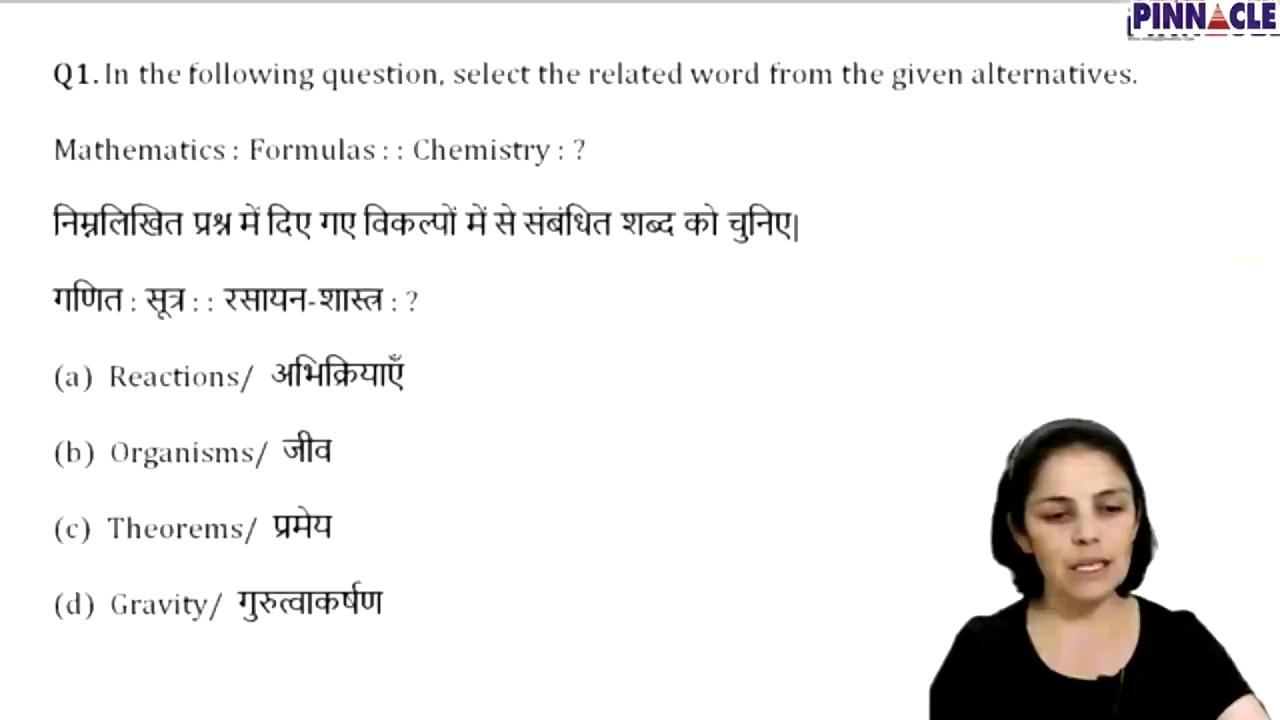 PINNACLE
Q1. In the following question, select the related word from the given alternatives.
Mathematics : Formulas : : Chemistry : ?
निम्नलिखित प्रश्न में दिए गए विकल्पों में से संबंधित शब्द को चुनिए|
गणित : सूत्र : : रसायन-शास्त्र : ?
(a) Reactions/ अभिक्रियाएँ
(b) Organisms/ जीव
(c) Theorems/ प्रमेय
(d) Gravity/ गुरुत्वाकर्षण